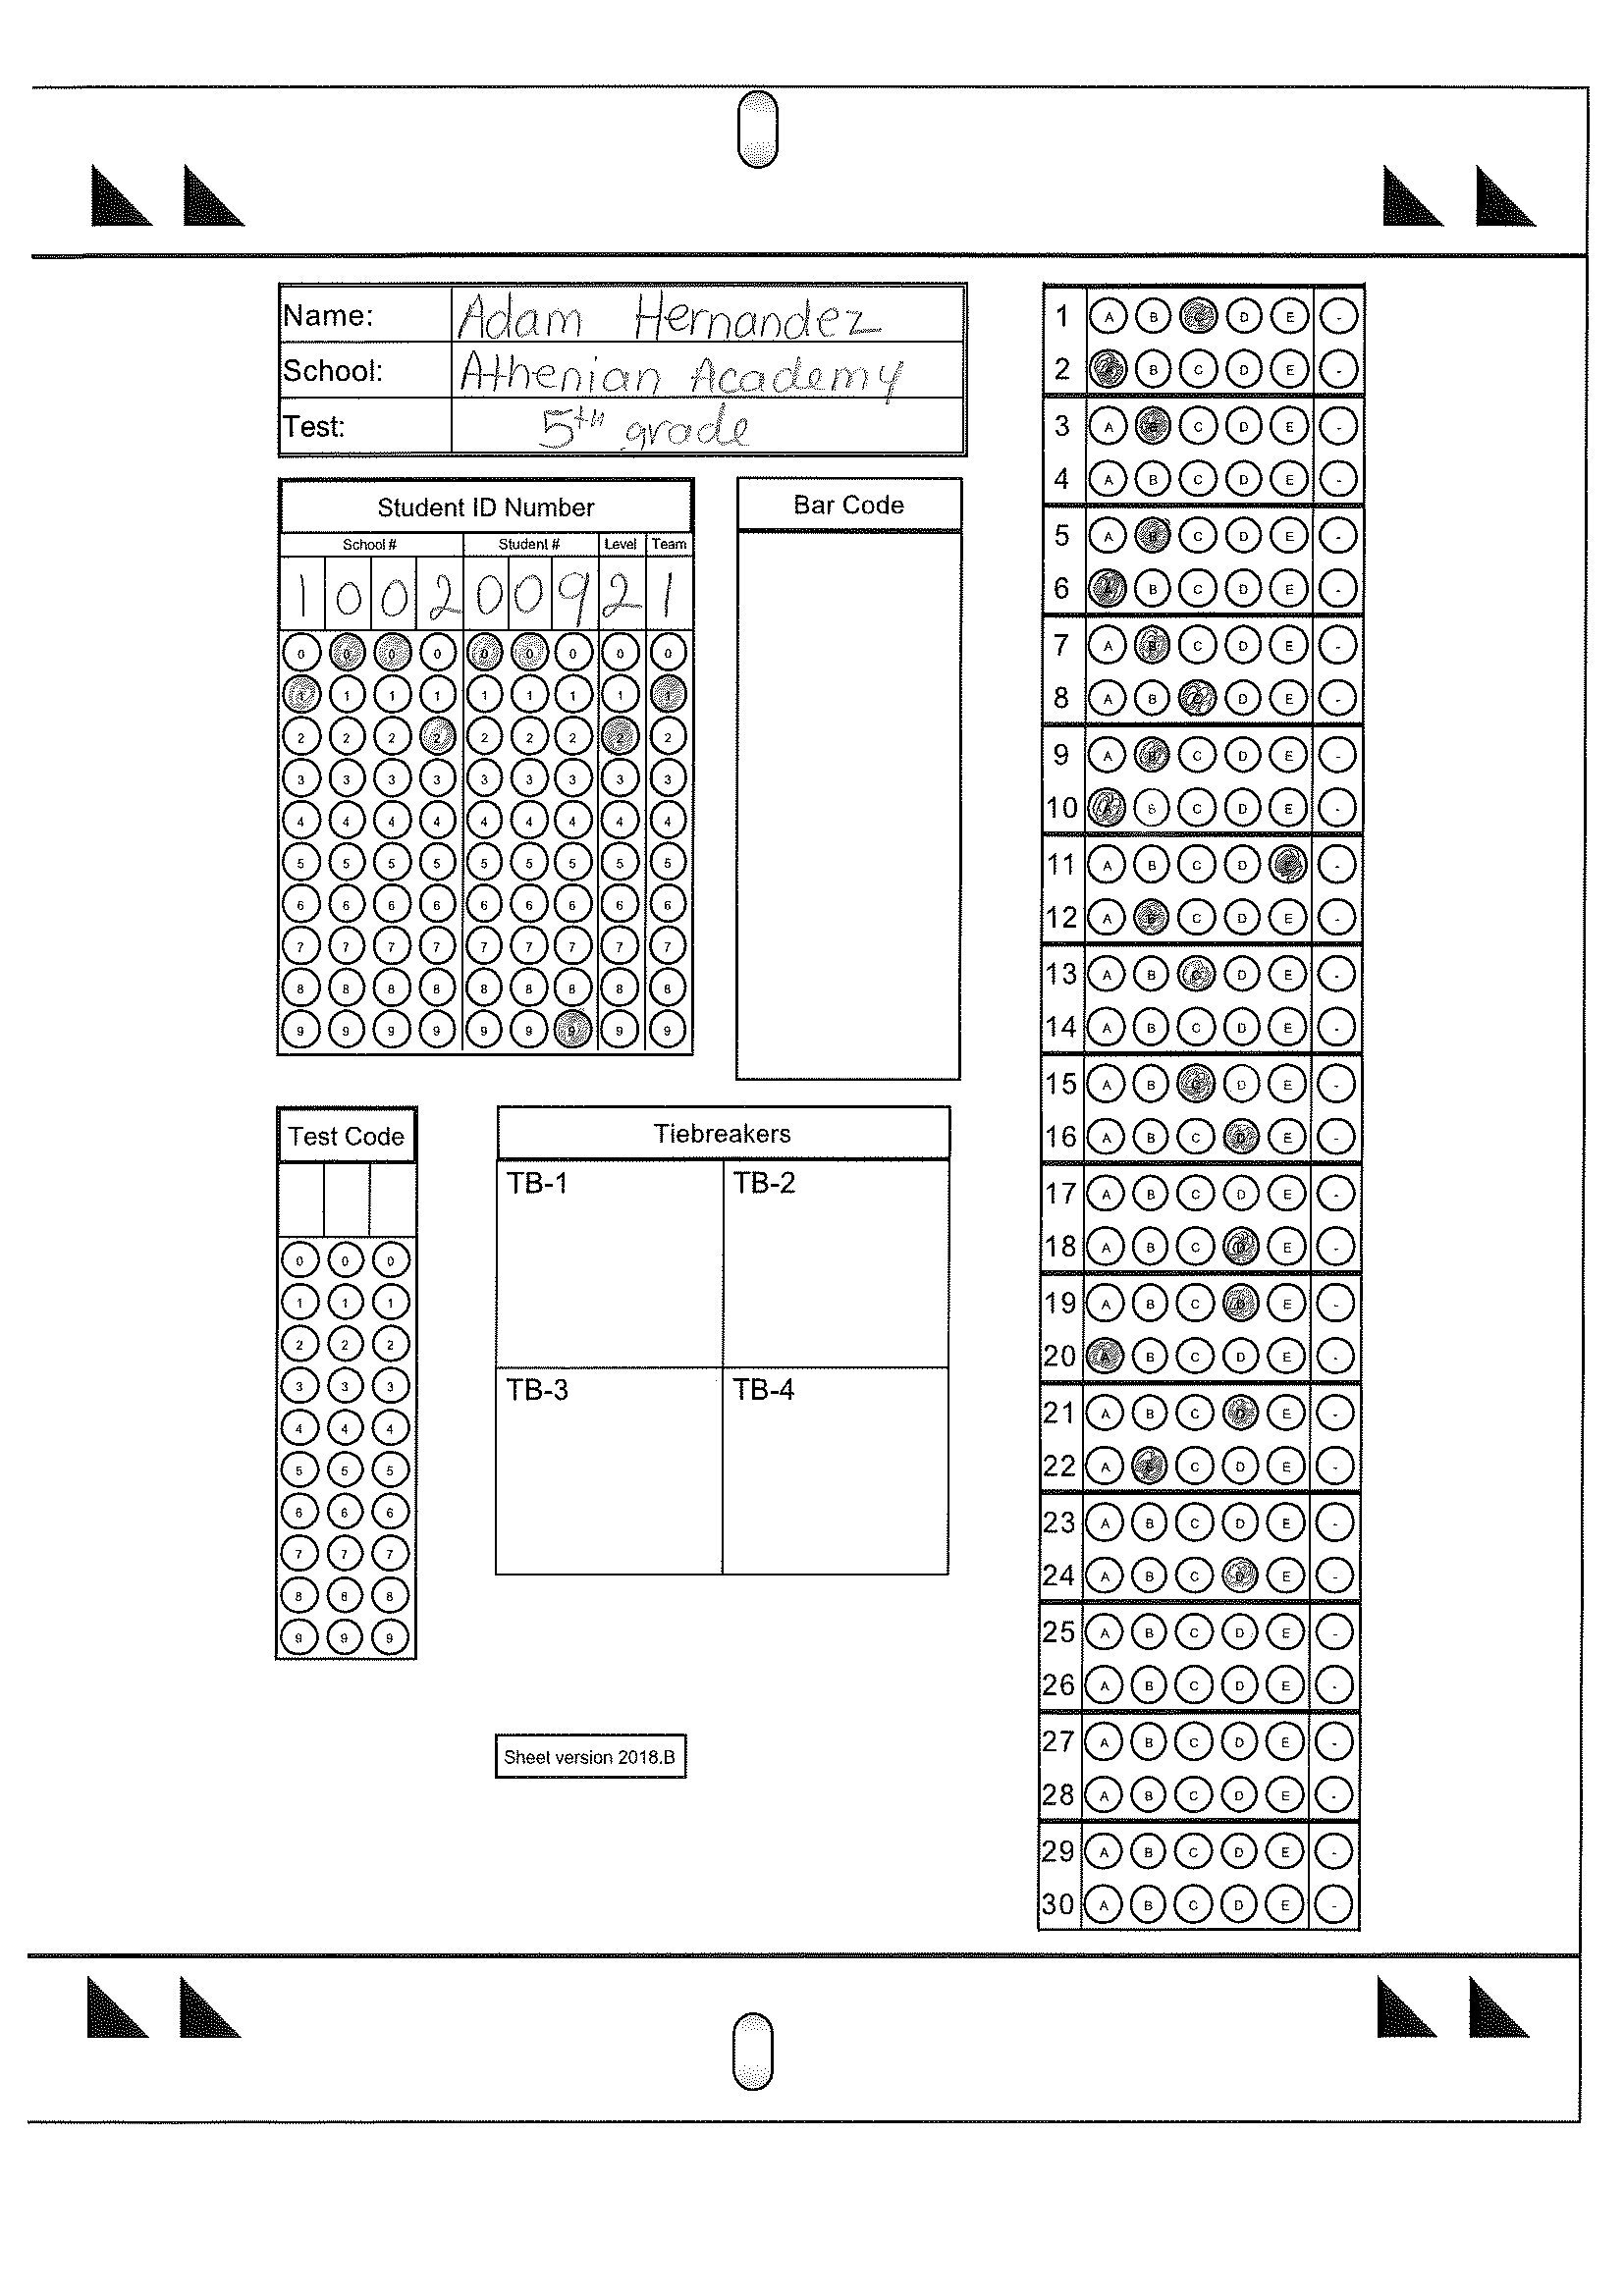 Name: Adam Hernandez
School: Athenian Academy
Test: 5th grade
Student ID Number
School # Student # Level Team
1 0 0 2 0 0 9 2 1
0 0 0 0 0 0 0 0 0
1 1 1 1 1 1 1 1 1
2 2 2 2 2 2 2 2 2
3 3 3 3 3 3 3 3 3
4 4 4 4 4 4 4 4 4
5 5 5 5 5 5 5 5 5
6 6 6 6 6 6 6 6 6
7 7 7 7 7 7 7 7 7
8 8 8 8 8 8 8 8 8
9 9 9 9 9 9 9 9 9
Bar Code
Test Code
0 0 0
1 1 1
2 2 2
3 3 3
4 4 4
5 5 5
6 6 6
7 7 7
8 8 8
9 9 9
Tiebreakers
TB-1 TB-2
TB-3 TB-4
Sheet version 2018.B
1 A B C D E -
2 A B C D E -
3 A B C D E -
4 A B C D E -
5 A B C D E -
6 A B C D E -
7 A B C D E -
8 A B C D E -
9 A B C D E -
10 A B C D E -
11 A B C D E -
12 A B C D E -
13 A B C D E -
14 A B C D E -
15 A B C D E -
16 A B C D E -
17 A B C D E -
18 A B C D E -
19 A B C D E -
20 A B C D E -
21 A B C D E -
22 A B C D E -
23 A B C D E -
24 A B C D E -
25 A B C D E -
26 A B C D E -
27 A B C D E -
28 A B C D E -
29 A B C D E -
30 A B C D E -